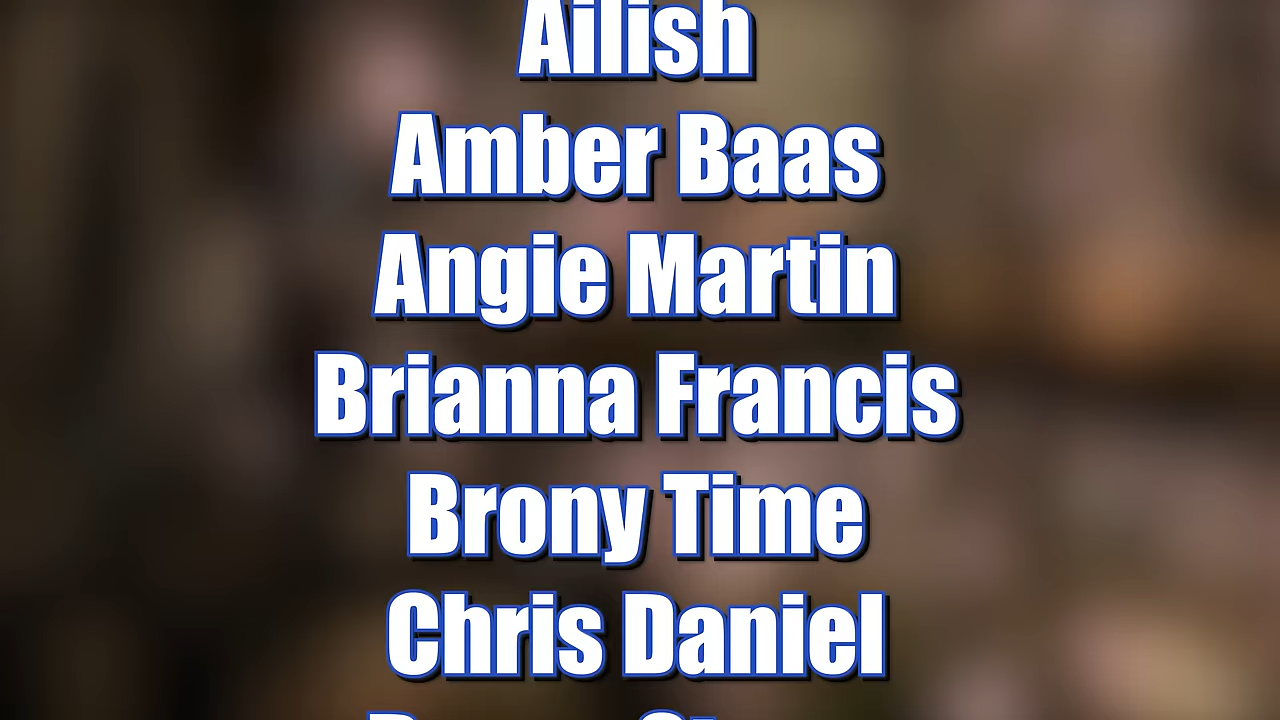 Ailish
Amber Baas
Angie Martin
Brianna Francis
Brony Time
Chris Daniel